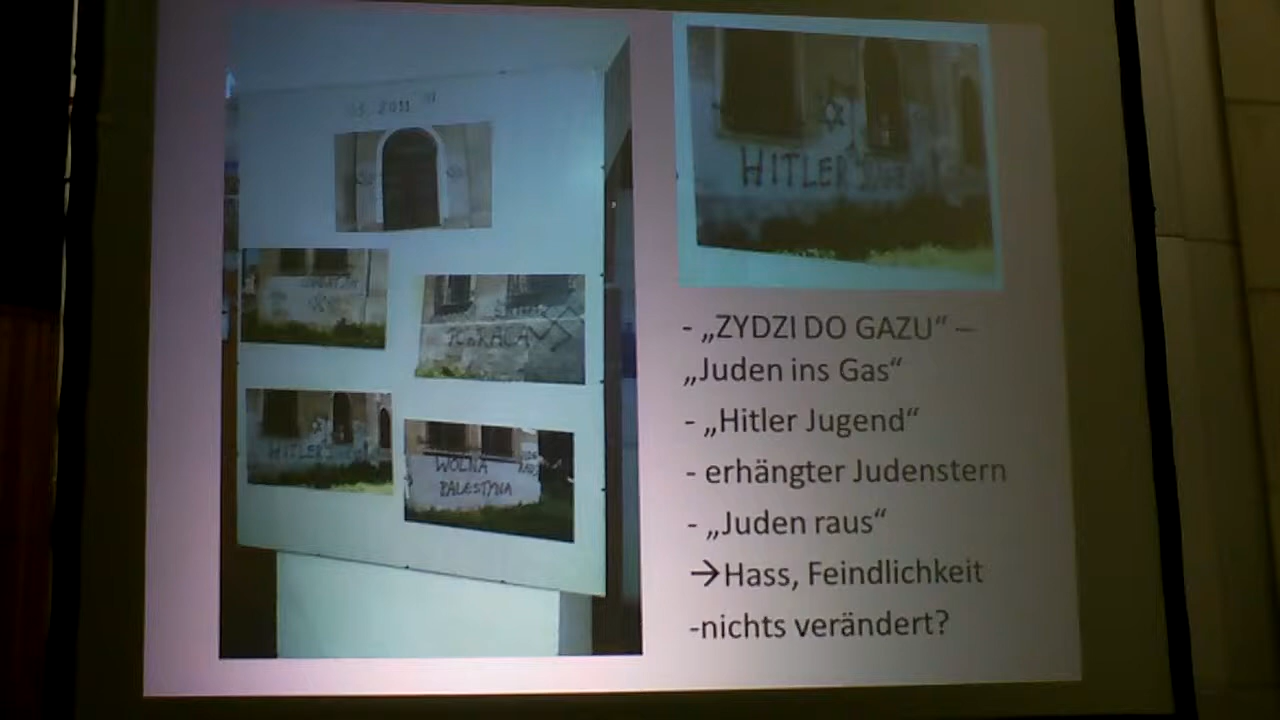 2011
WOLNA
PALESTYNA
HITLER
- „ZYDZI DO GAZU“ –
„Juden ins Gas“
- „Hitler Jugend“
- erhängter Judenstern
- „Juden raus“
→Hass, Feindlichkeit
-nichts verändert?